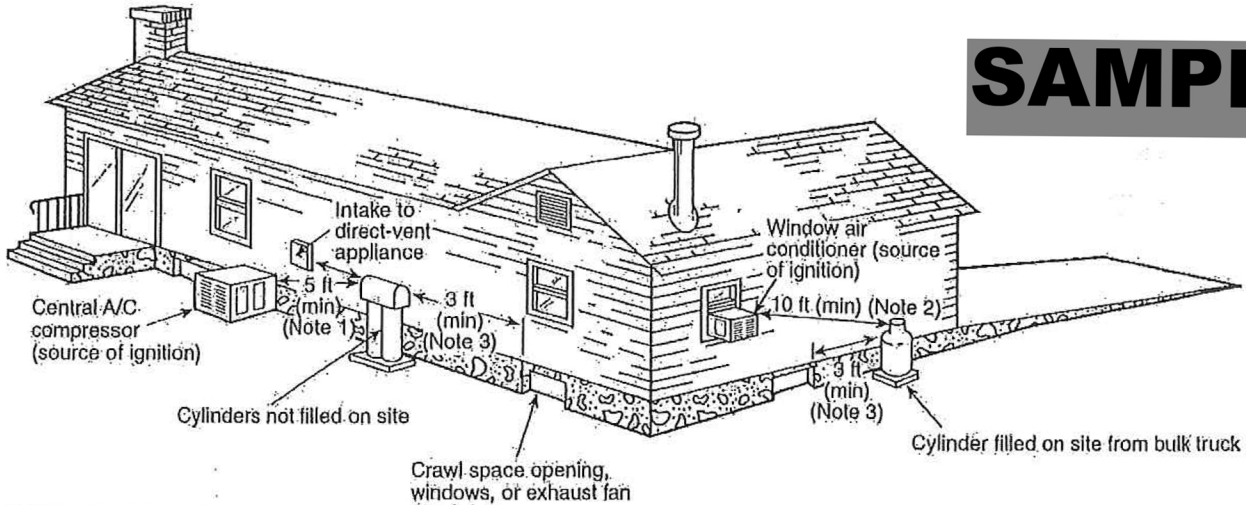 SAMPL
Intake to
direct-vent
appliance
Window air
conditioner (source
of ignition)
5 ft
(min)
(Note 1)
3 ft
(min)
(Note 3)
10 ft (min) (Note 2)
Central A/C
compressor
(source of ignition)
3 ft
(min)
(Note 3)
Cylinders not filled on site
Cylinder filled on site from bulk truck
Crawl space opening,
windows, or exhaust fan